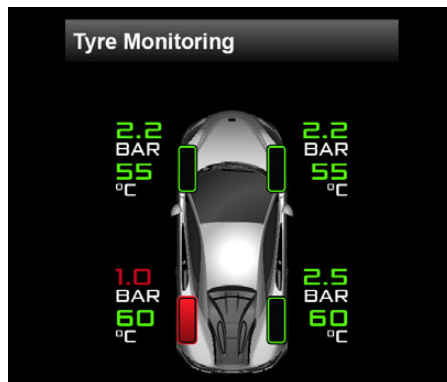 Tyre Monitoring
2.2 2.2
BAR BAR
55 55
°C °C
1.0 2.5
BAR BAR
60 60
°C °C